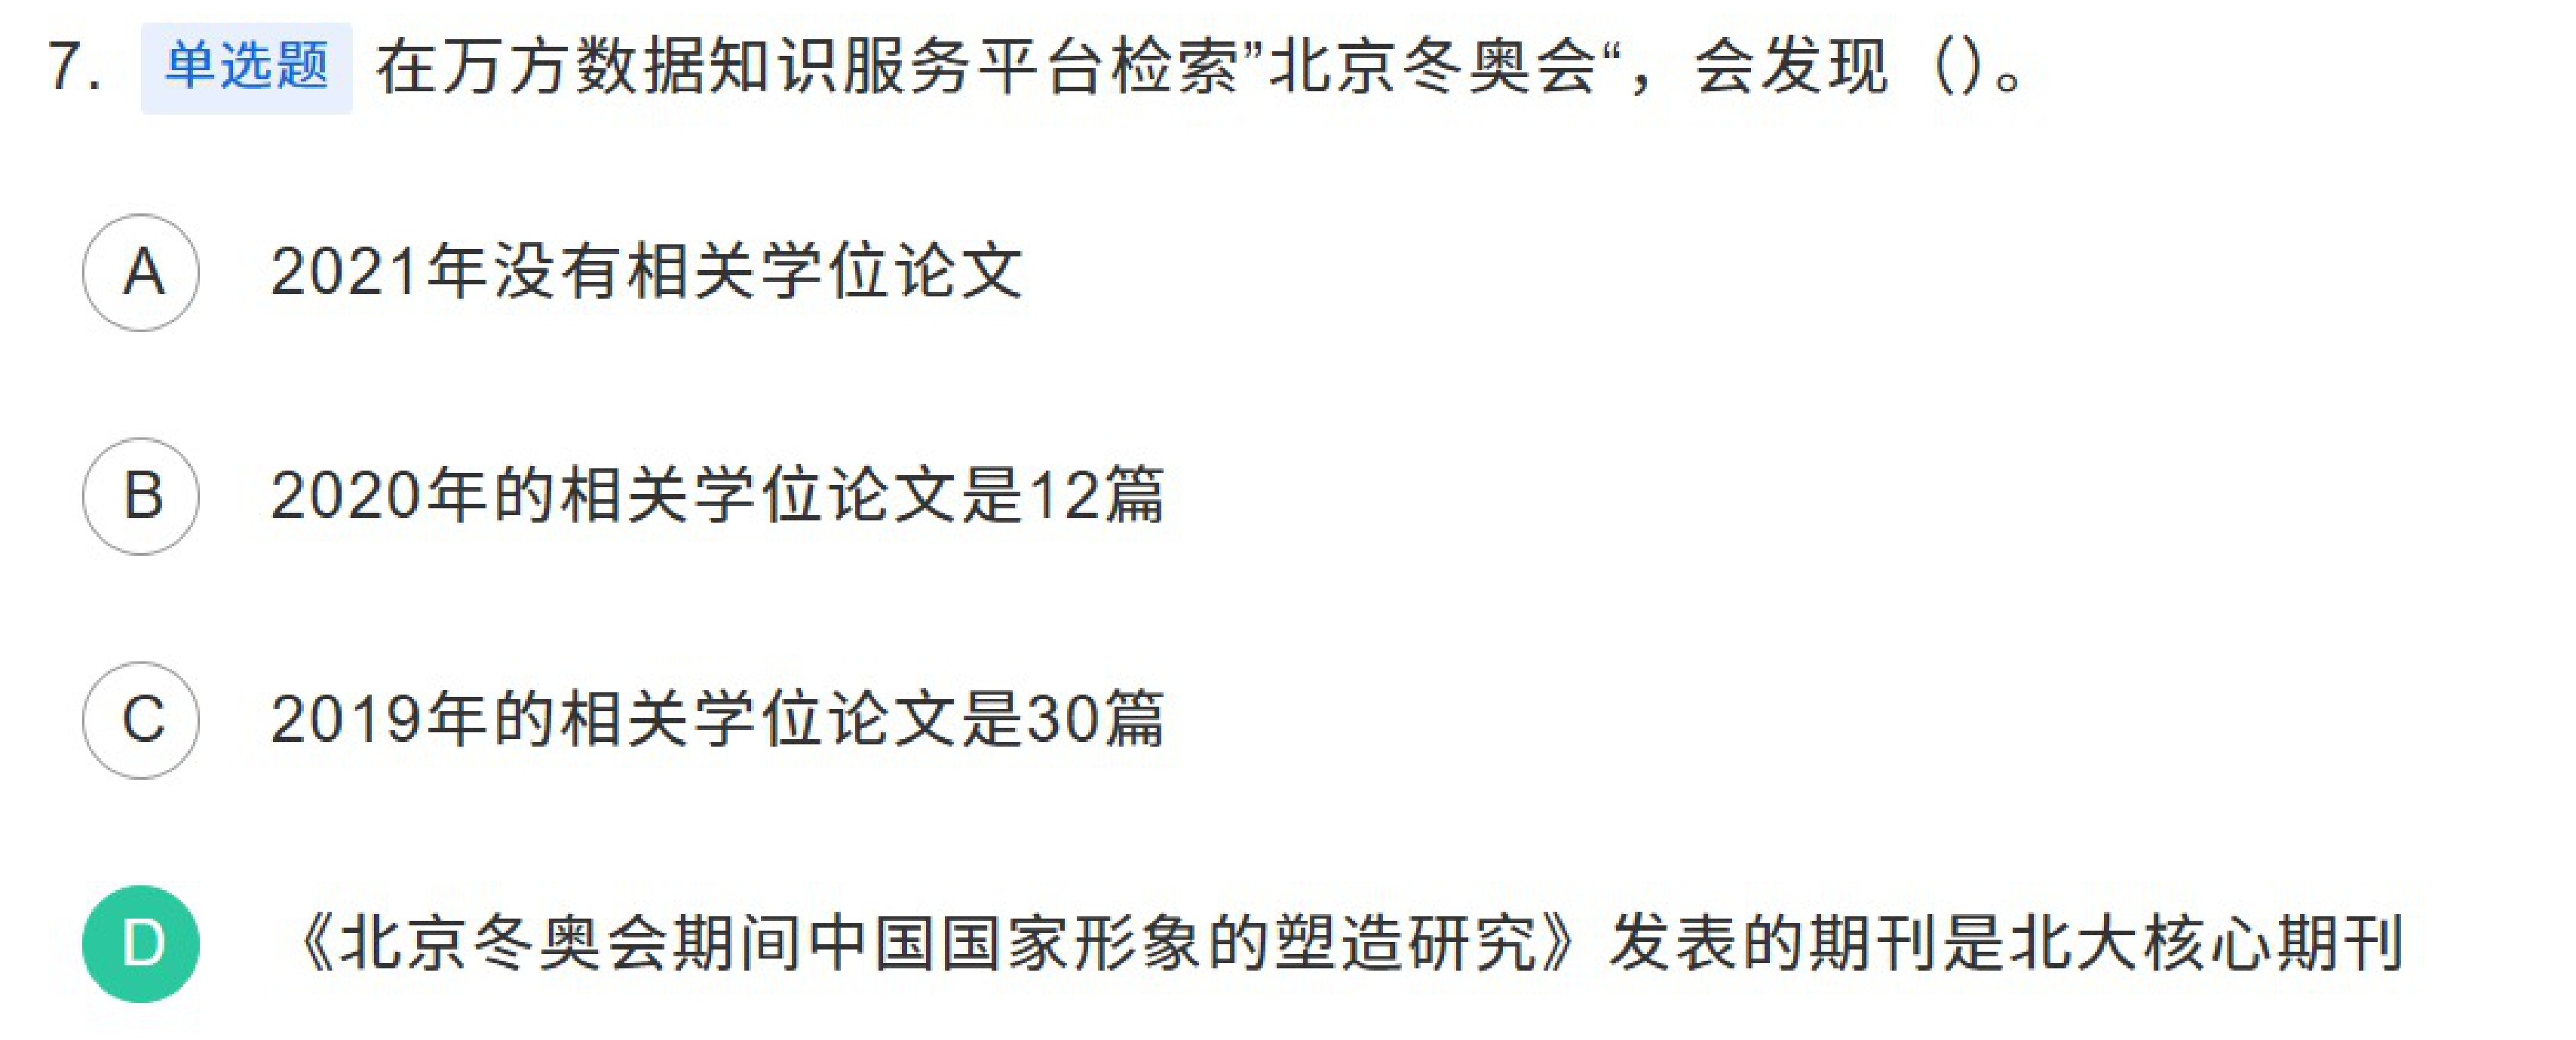 7. 单选题 在万方数据知识服务平台检索”北京冬奥会“，会发现（）。
A 2021年没有相关学位论文
B 2020年的相关学位论文是12篇
C 2019年的相关学位论文是30篇
D 《北京冬奥会期间中国国家形象的塑造研究》发表的期刊是北大核心期刊